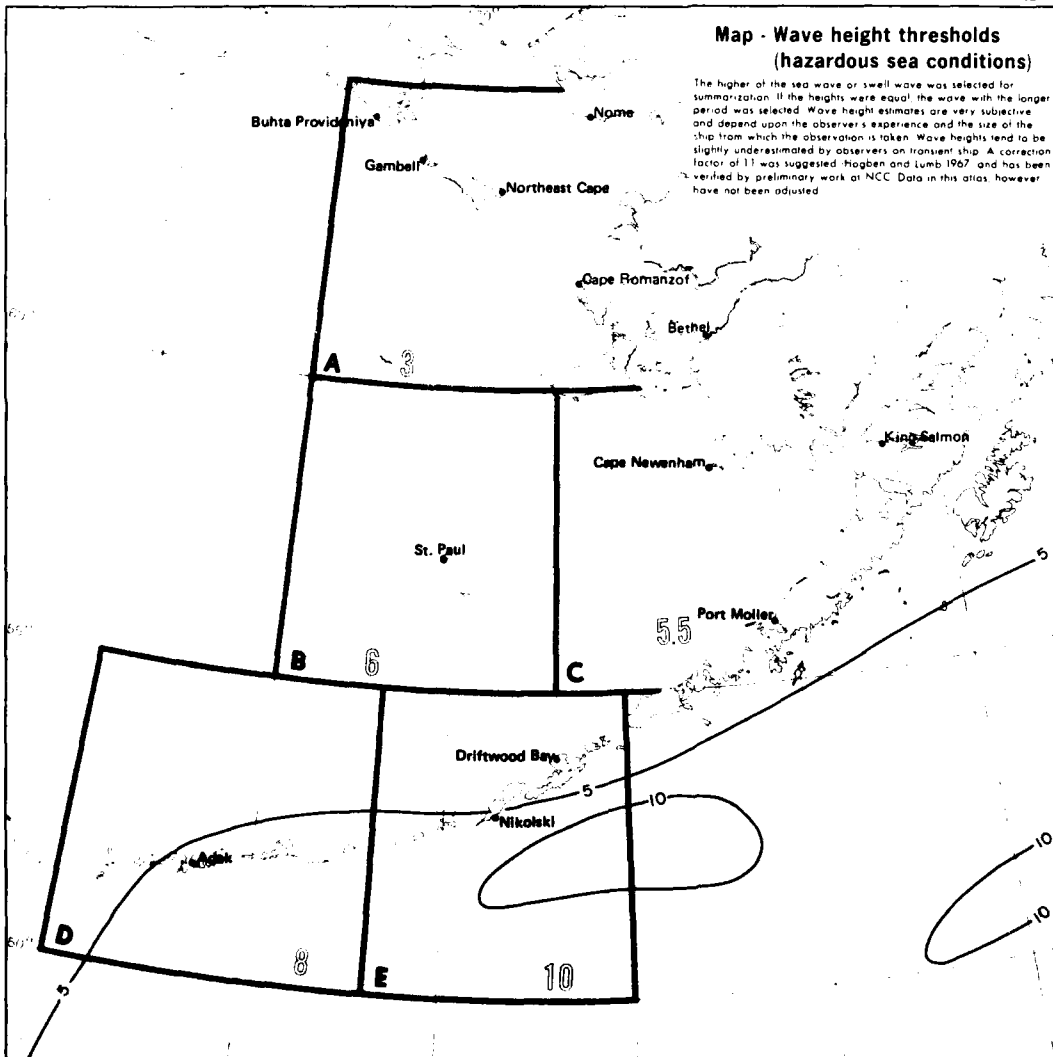 Map - Wave height thresholds
(hazardous sea conditions)
The higher of the sea wave or swell wave was selected for
summarization If the heights were equal, the wave with the longer
period was selected Wave height estimates are very subjective
and depend upon the observer's experience and the size of the
ship from which the observation is taken Wave heights tend to be
slightly underestimated by observers on transient ship A correction
factor of 11 was suggested Hogben and Lumb 1967 and has been
verified by preliminary work at NCC Data in this atlas, however
have not been adjusted
Buhta Provideniya
Nome
Gambell
Northeast Cape
Cape Romanzof
Bethel
A
3
King Salmon
Cape Newenham
St. Paul
5
Port Moller
5.5
B
6
C
Driftwood Bay
5
10
Nikolski
Adak
10
10
D
50°
8
E
10
5